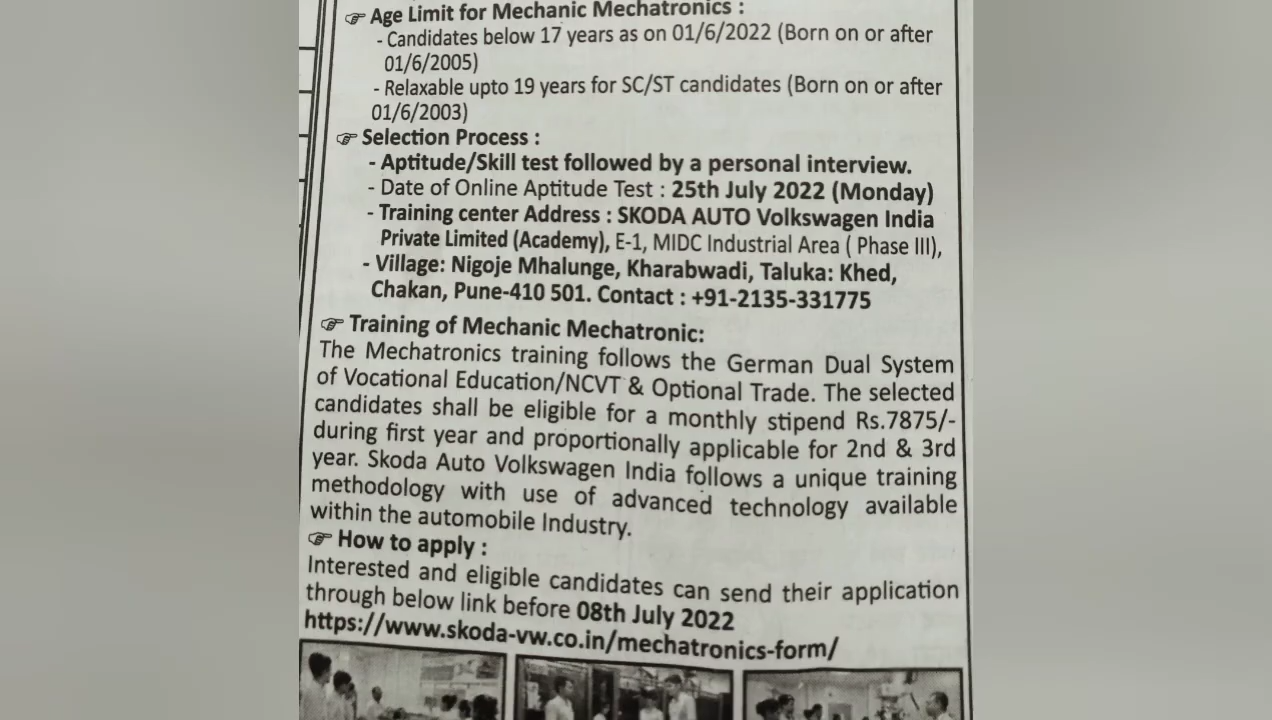 Age Limit for Mechanic Mechatronics :
- Candidates below 17 years as on 01/6/2022 (Born on or after
01/6/2005)
- Relaxable upto 19 years for SC/ST candidates (Born on or after
01/6/2003)
Selection Process :
- Aptitude/Skill test followed by a personal interview.
- Date of Online Aptitude Test : 25th July 2022 (Monday)
- Training center Address : SKODA AUTO Volkswagen India
Private Limited (Academy), E-1, MIDC Industrial Area ( Phase III),
- Village: Nigoje Mhalunge, Kharabwadi, Taluka: Khed,
Chakan, Pune-410 501. Contact : +91-2135-331775
Training of Mechanic Mechatronic:
The Mechatronics training follows the German Dual System
of Vocational Education/NCVT & Optional Trade. The selected
candidates shall be eligible for a monthly stipend Rs.7875/-
during first year and proportionally applicable for 2nd & 3rd
year. Skoda Auto Volkswagen India follows a unique training
methodology with use of advanced technology available
within the automobile Industry.
How to apply :
Interested and eligible candidates can send their application
through below link before 08th July 2022
https://www.skoda-vw.co.in/mechatronics-form/